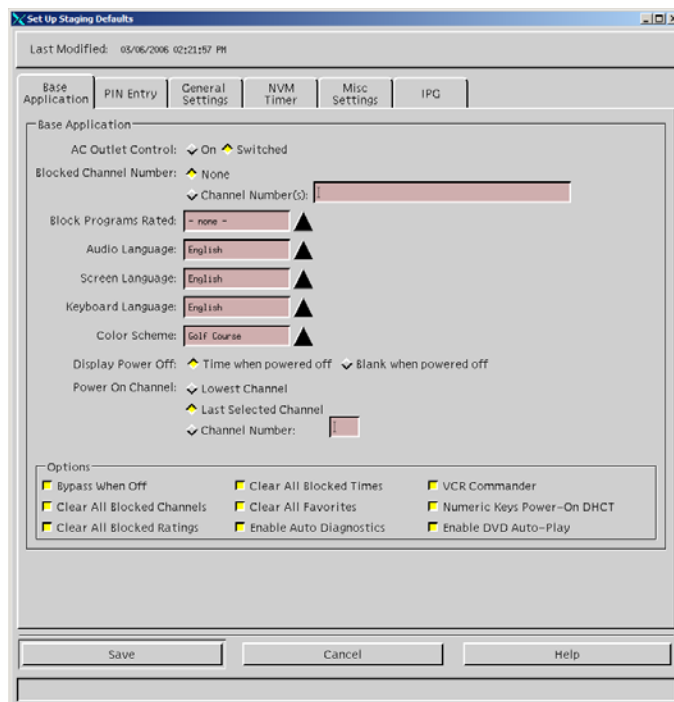 Set Up Staging Defaults
Last Modified: 03/06/2006 02:21:57 PM
Base Application
PIN Entry
General Settings
NVM Timer
Misc Settings
IPG
Base Application
AC Outlet Control: On Switched
Blocked Channel Number: None
Channel Number(s):
Block Programs Rated: - none -
Audio Language: English
Screen Language: English
Keyboard Language: English
Color Scheme: Golf Course
Display Power Off: Time when powered off Blank when powered off
Power On Channel: Lowest Channel
Last Selected Channel
Channel Number:
Options
Bypass When Off Clear All Blocked Times VCR Commander
Clear All Blocked Channels Clear All Favorites Numeric Keys Power-On DHCT
Clear All Blocked Ratings Enable Auto Diagnostics Enable DVD Auto-Play
Save Cancel Help